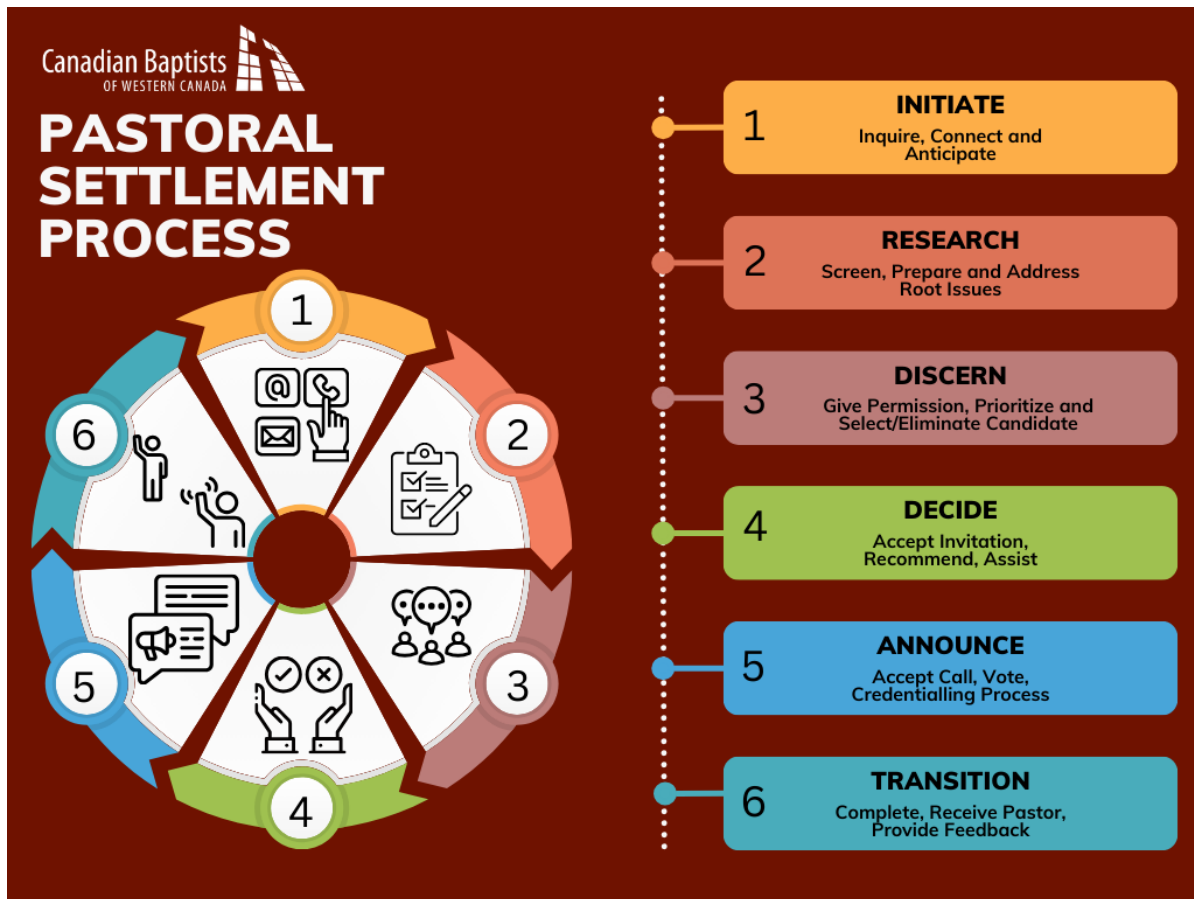 Canadian Baptists
OF WESTERN CANADA
PASTORAL
SETTLEMENT
PROCESS
1
2
3
4
5
6
@
1
INITIATE
Inquire, Connect and
Anticipate
2
RESEARCH
Screen, Prepare and Address
Root Issues
3
DISCERN
Give Permission, Prioritize and
Select/Eliminate Candidate
4
DECIDE
Accept Invitation,
Recommend, Assist
5
ANNOUNCE
Accept Call, Vote,
Credentialling Process
6
TRANSITION
Complete, Receive Pastor,
Provide Feedback